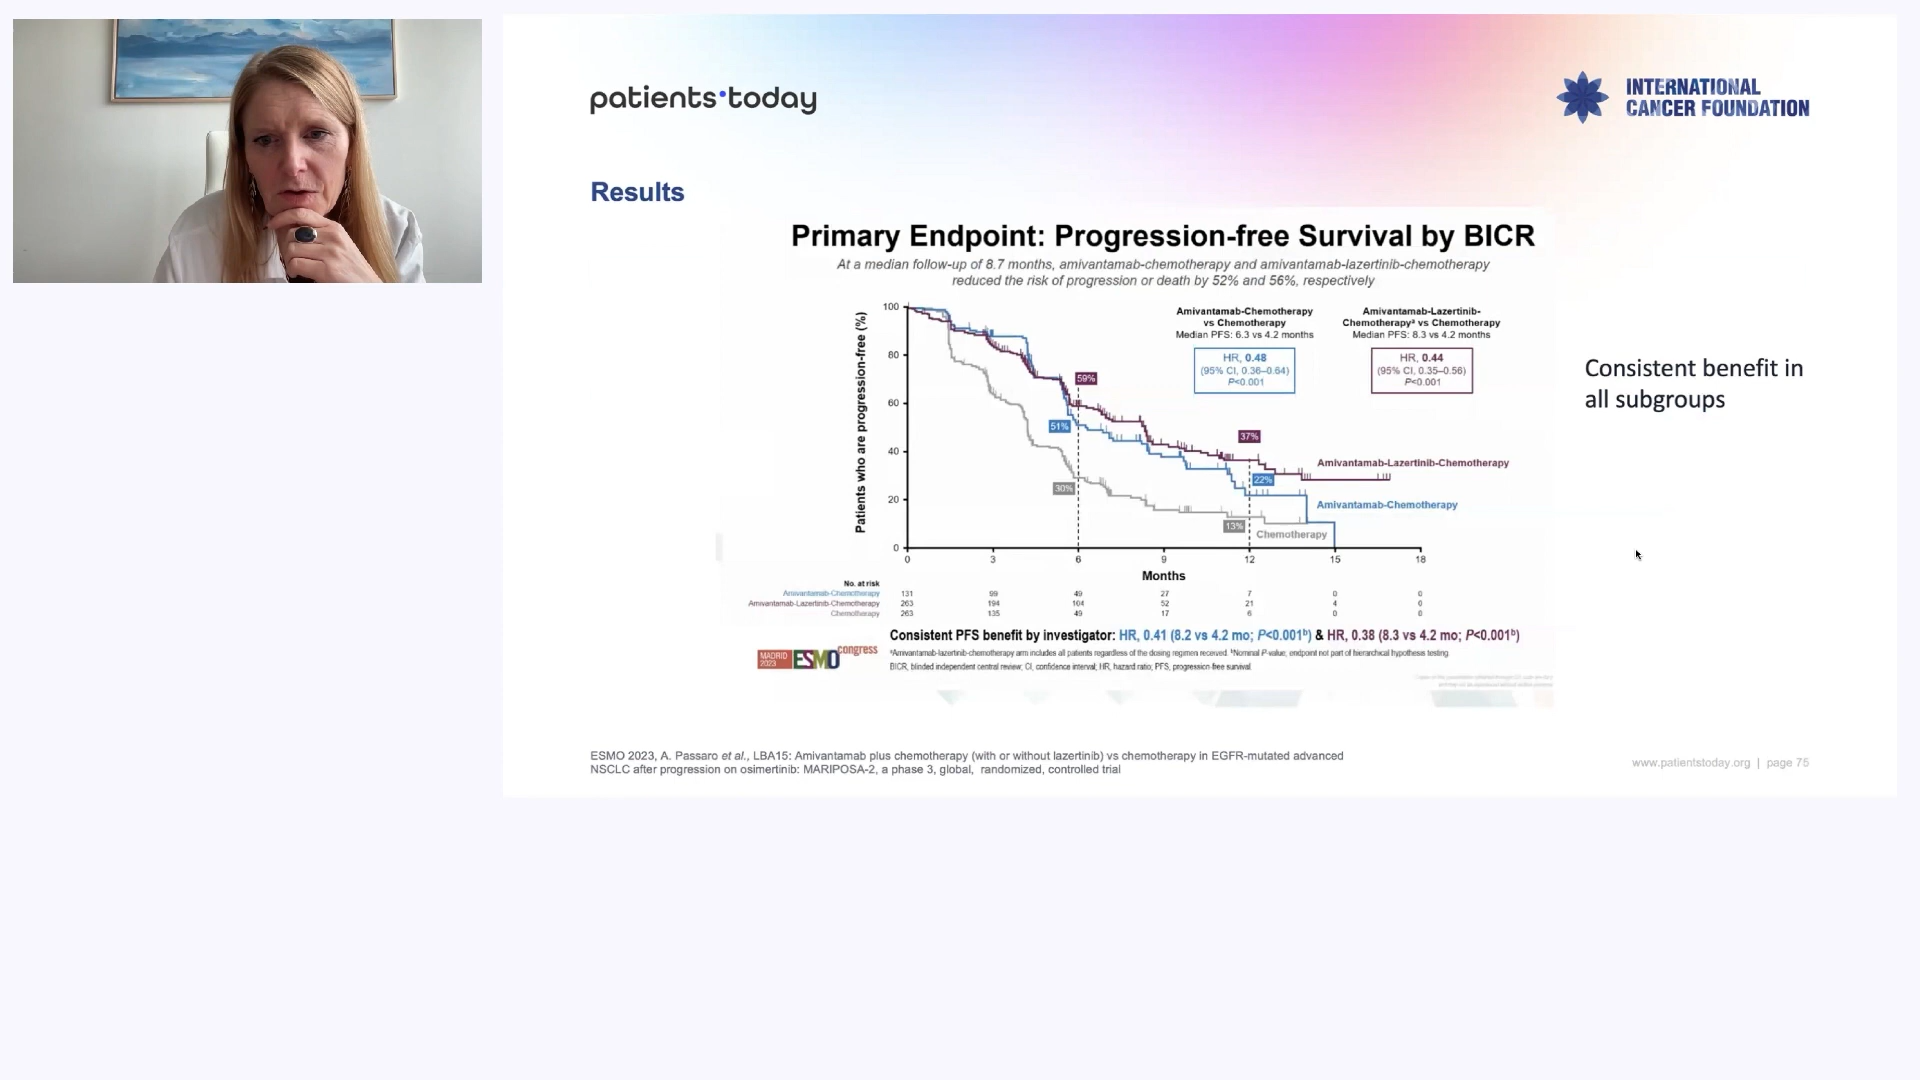 patients•today
INTERNATIONAL
CANCER FOUNDATION
Results
Primary Endpoint: Progression-free Survival by BICR
At a median follow-up of 8.7 months, amivantamab-chemotherapy and amivantamab-lazertinib-chemotherapy
reduced the risk of progression or death by 52% and 56%, respectively
Patients who are progression-free (%)
100
80
60
40
20
0
Amivantamab-Chemotherapy
vs Chemotherapy
Median PFS: 6.3 vs 4.2 months
HR, 0.48
(95% CI, 0.36–0.64)
P<0.001
Amivantamab-Lazertinib-
Chemotherapyª vs Chemotherapy
Median PFS: 8.3 vs 4.2 months
HR, 0.44
(95% CI, 0.35–0.56)
P<0.001
59%
51%
30%
37%
22%
13%
Amivantamab-Lazertinib-Chemotherapy
Amivantamab-Chemotherapy
Chemotherapy
0 3 6 9 12 15 18
Months
No. at risk
Amivantamab-Chemotherapy 131 99 49 27 7 0 0
Amivantamab-Lazertinib-Chemotherapy 263 194 104 52 21 4 0
Chemotherapy 263 135 49 17 6 0 0
Consistent PFS benefit by investigator: HR, 0.41 (8.2 vs 4.2 mo; P<0.001ᵇ) & HR, 0.38 (8.3 vs 4.2 mo; P<0.001ᵇ)
MADRID
2023
ESMO congress
ªAmivantamab-lazertinib-chemotherapy arm includes all patients regardless of the dosing regimen received. ᵇNominal P-value; endpoint not part of hierarchical hypothesis testing.
BICR, blinded independent central review; CI, confidence interval; HR, hazard ratio; PFS, progression-free survival
Consistent benefit in
all subgroups
ESMO 2023, A. Passaro et al., LBA15: Amivantamab plus chemotherapy (with or without lazertinib) vs chemotherapy in EGFR-mutated advanced
NSCLC after progression on osimertinib: MARIPOSA-2, a phase 3, global, randomized, controlled trial
www.patientstoday.org | page 75